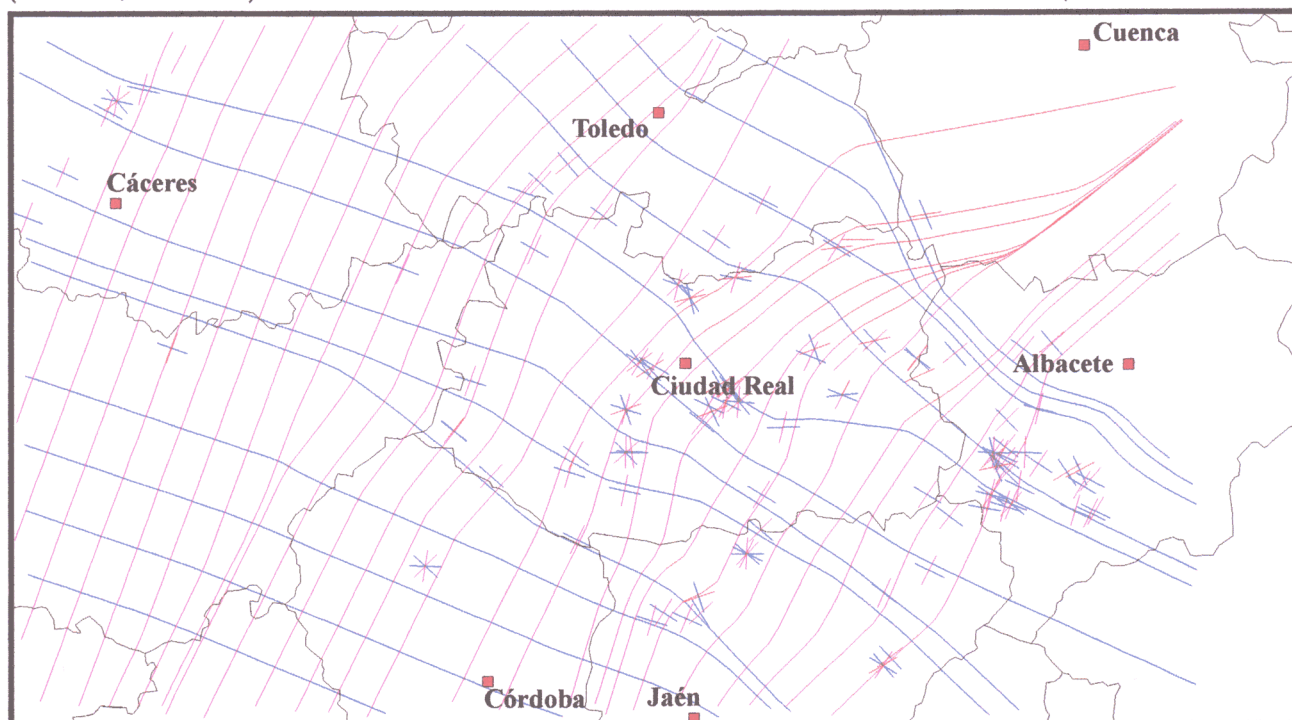 Cuenca
Toledo
Cáceres
Ciudad Real
Albacete
Córdoba
Jaén